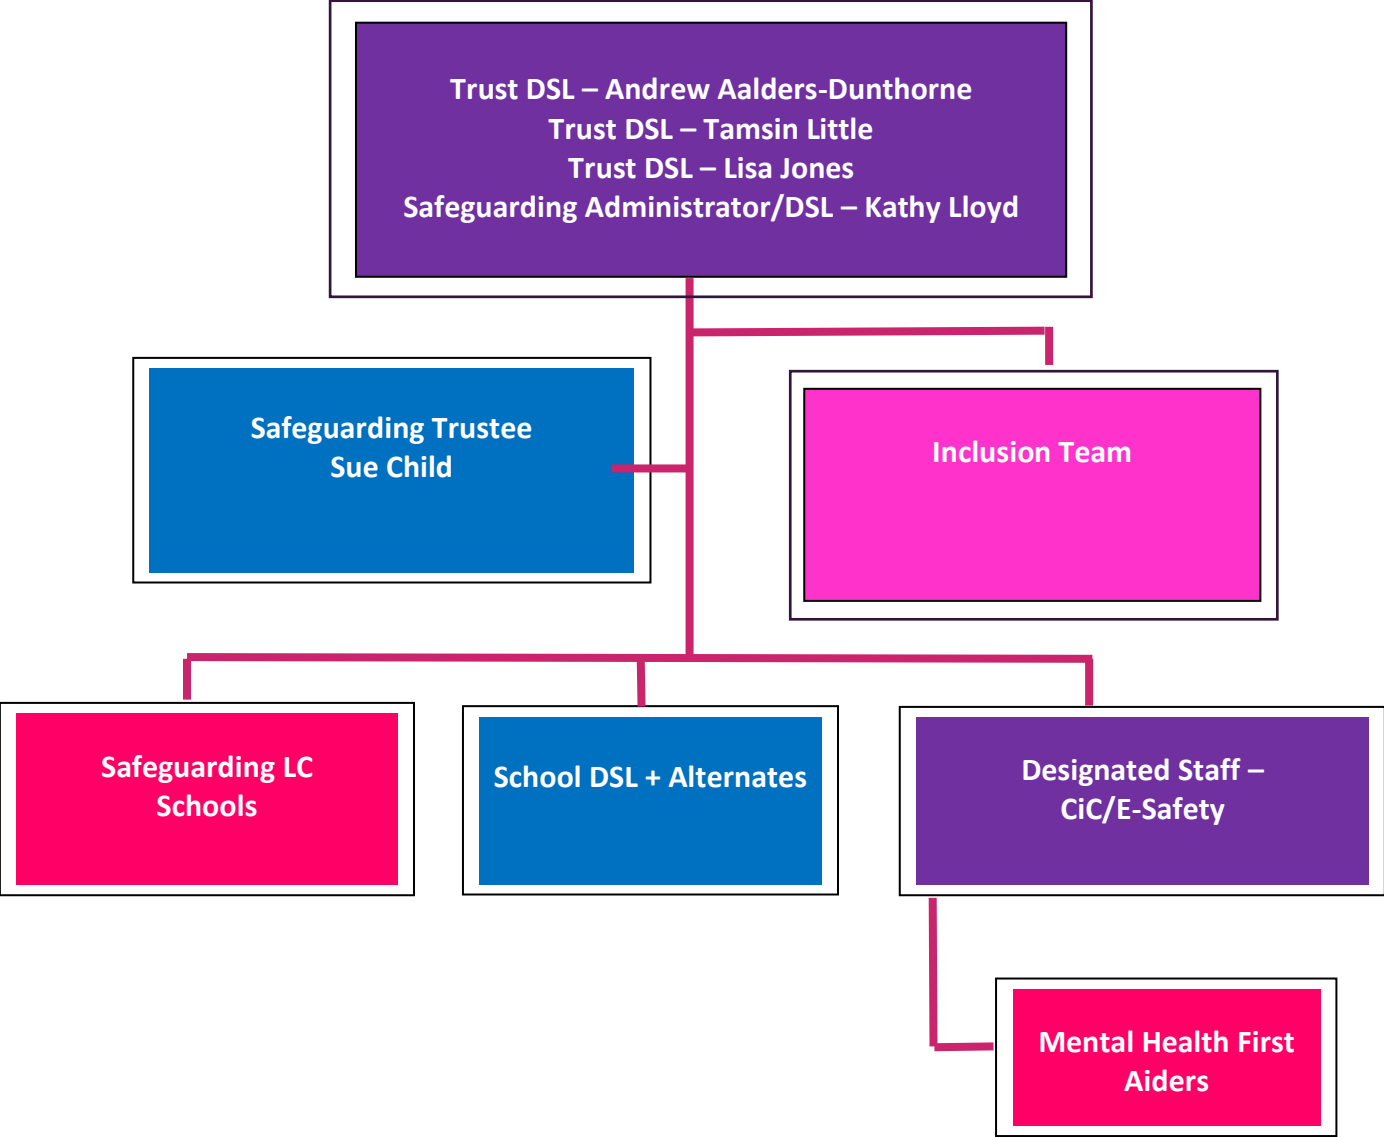 Trust DSL – Andrew Aalders-Dunthorne
Trust DSL – Tamsin Little
Trust DSL – Lisa Jones
Safeguarding Administrator/DSL – Kathy Lloyd
Safeguarding Trustee
Sue Child
Inclusion Team
Safeguarding LC
Schools
School DSL + Alternates
Designated Staff –
CiC/E-Safety
Mental Health First
Aiders